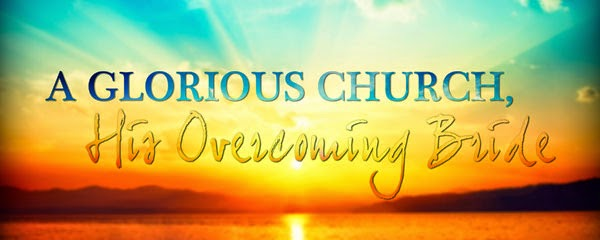 A GLORIOUS CHURCH,
His Overcoming Bride